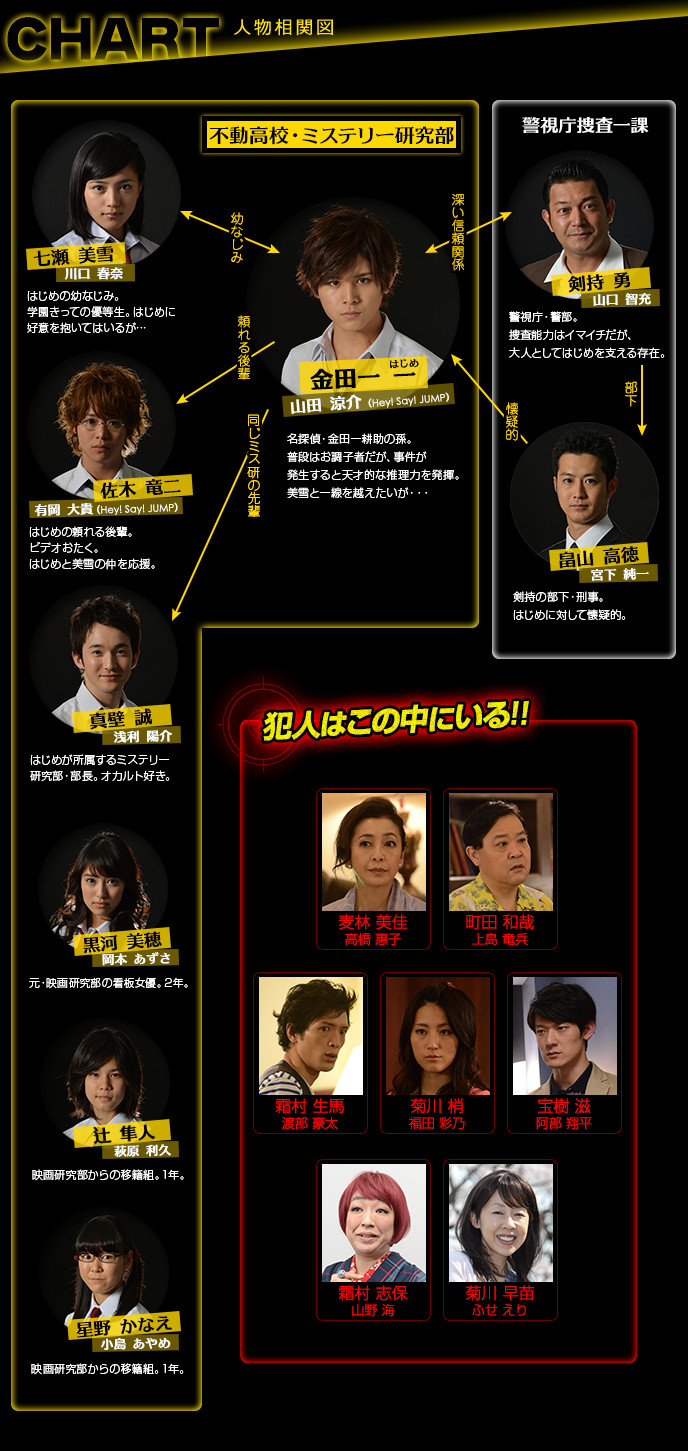 CHART 人物相関図
不動高校・ミステリー研究部
七瀬 美雪
川口 春奈
はじめの幼なじみ。
学園きっての優等生。はじめに
好意を抱いてはいるが…
幼なじみ
深い信頼関係
はじめ
金田一 一
山田 涼介 (Hey! Say! JUMP)
名探偵・金田一耕助の孫。
普段はお調子者だが、事件が
発生すると天才的な推理力を発揮。
美雪と一線を越えたいが・・・
頼れる後輩
佐木 竜二
有岡 大貴 (Hey! Say! JUMP)
はじめの頼れる後輩。
ビデオおたく。
はじめと美雪の仲を応援。
同じミス研の先輩
真壁 誠
浅利 陽介
はじめが所属するミステリー
研究部・部長。オカルト好き。
黒河 美穂
岡本 あずさ
元・映画研究部の看板女優。2年。
辻 隼人
萩原 利久
映画研究部からの移籍組。1年。
星野 かなえ
小島 あやめ
映画研究部からの移籍組。1年。
警視庁捜査一課
剣持 勇
山口 智充
警視庁・警部。
捜査能力はイマイチだが、
大人としてはじめを支える存在。
部下
懐疑的
畠山 高徳
宮下 純一
剣持の部下・刑事。
はじめに対して懐疑的。
犯人はこの中にいる!!
麦林 美佳
高橋 惠子
町田 和哉
上島 竜兵
霜村 生馬
渡部 豪太
菊川 梢
福田 彩乃
宝樹 滋
阿部 翔平
霜村 志保
山野 海
菊川 早苗
ふせ えり